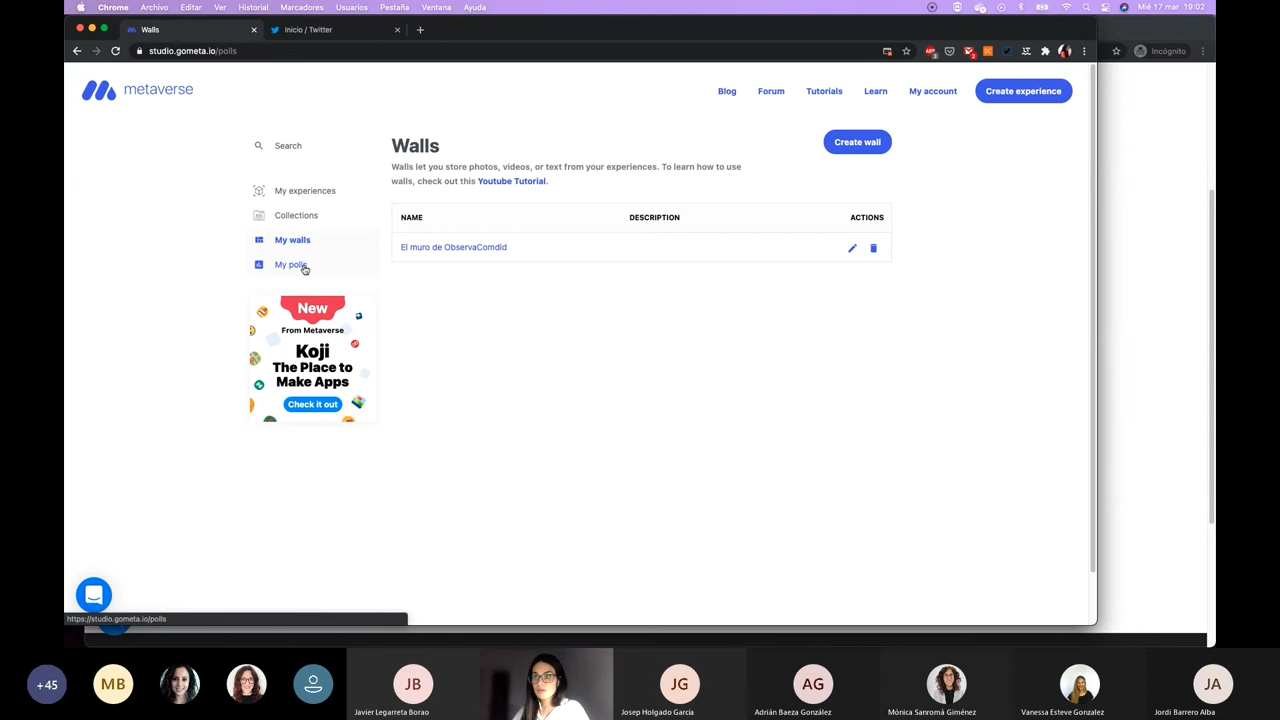 Chrome Archivo Editar Ver Historial Marcadores Usuarios Pestaña Ventana Ayuda Mié 17 mar 19:02
Walls Inicio / Twitter
studio.gometa.io/polls Incógnito
metaverse Blog Forum Tutorials Learn My account Create experience
Search
My experiences
Collections
My walls
My polls
New
From Metaverse
Koji
The Place to
Make Apps
Check it out
Walls
Create wall
Walls let you store photos, videos, or text from your experiences. To learn how to use
walls, check out this Youtube Tutorial.
NAME DESCRIPTION ACTIONS
El muro de ObservaComdid
https://studio.gometa.io/polls
+45 MB JB JG AG JA
Javier Legarreta Borao Josep Holgado García Adrián Baeza González Mònica Sanromà Giménez Vanessa Esteve Gonzalez Jordi Barrero Alba